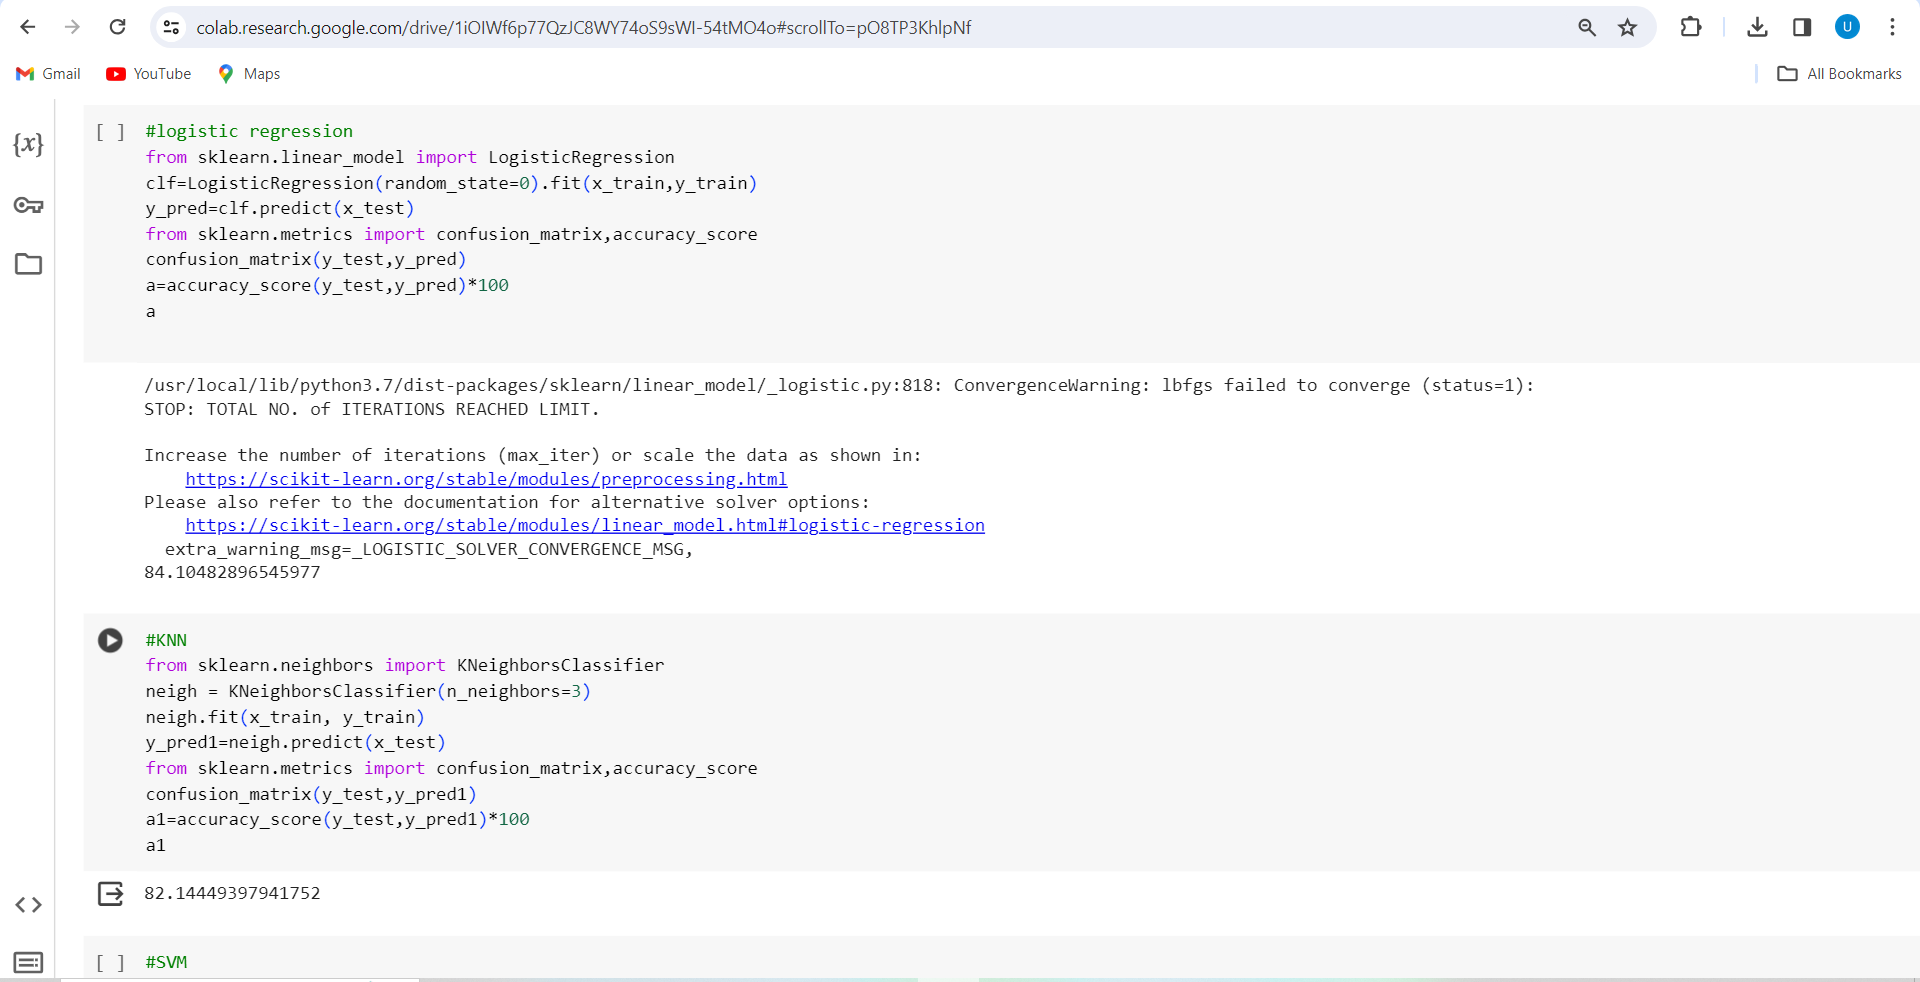 colab.research.google.com/drive/1iOIWf6p77QzJC8WY74oS9sWI-54tMO4o#scrollTo=pO8TP3KhlpNf
U
Gmail YouTube Maps All Bookmarks
{x}
[ ] #logistic regression
from sklearn.linear_model import LogisticRegression
clf=LogisticRegression(random_state=0).fit(x_train,y_train)
y_pred=clf.predict(x_test)
from sklearn.metrics import confusion_matrix,accuracy_score
confusion_matrix(y_test,y_pred)
a=accuracy_score(y_test,y_pred)*100
a
/usr/local/lib/python3.7/dist-packages/sklearn/linear_model/_logistic.py:818: ConvergenceWarning: lbfgs failed to converge (status=1):
STOP: TOTAL NO. of ITERATIONS REACHED LIMIT.
Increase the number of iterations (max_iter) or scale the data as shown in:
https://scikit-learn.org/stable/modules/preprocessing.html
Please also refer to the documentation for alternative solver options:
https://scikit-learn.org/stable/modules/linear_model.html#logistic-regression
extra_warning_msg=_LOGISTIC_SOLVER_CONVERGENCE_MSG,
84.10482896545977
#KNN
from sklearn.neighbors import KNeighborsClassifier
neigh = KNeighborsClassifier(n_neighbors=3)
neigh.fit(x_train, y_train)
y_pred1=neigh.predict(x_test)
from sklearn.metrics import confusion_matrix,accuracy_score
confusion_matrix(y_test,y_pred1)
a1=accuracy_score(y_test,y_pred1)*100
a1
82.14449397941752
[ ] #SVM